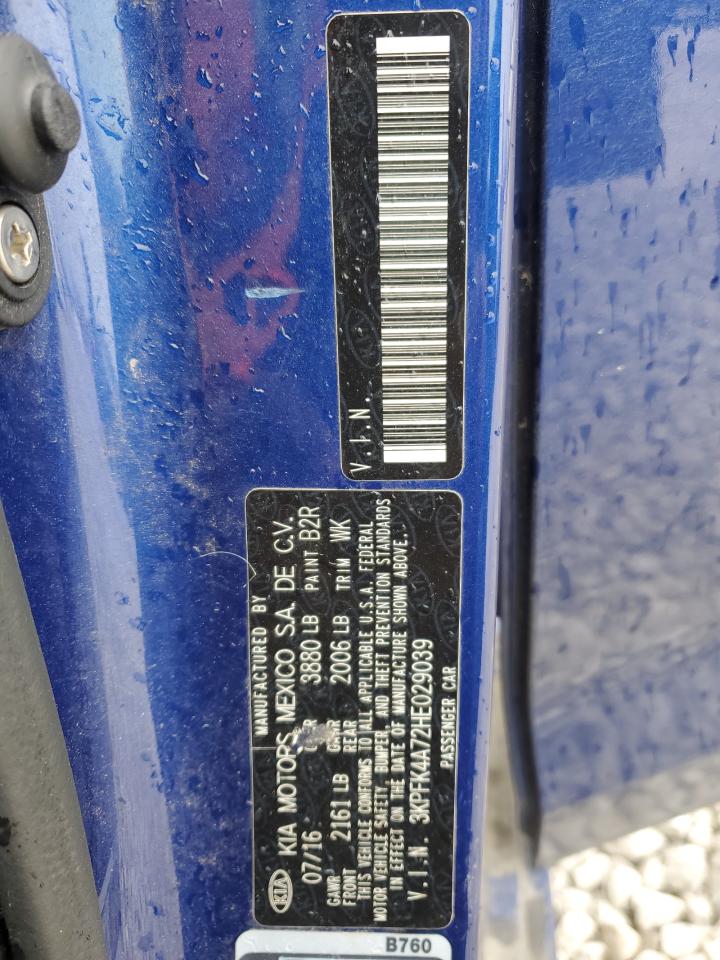 V.I.N.
MANUFACTURED BY
KIA KIA MOTORS MEXICO S.A. DE C.V.
07/16 3880 LB PAINT B2R
GAWR FRONT 2161 LB REAR 2006 LB TRIM WK
THIS VEHICLE CONFORMS TO ALL APPLICABLE U.S.A. FEDERAL
MOTOR VEHICLE SAFETY, BUMPER, AND THEFT PREVENTION STANDARDS
IN EFFECT ON THE DATE OF MANUFACTURE SHOWN ABOVE.
V.I.N. 3KPFK4A72HE029039
PASSENGER CAR
B760